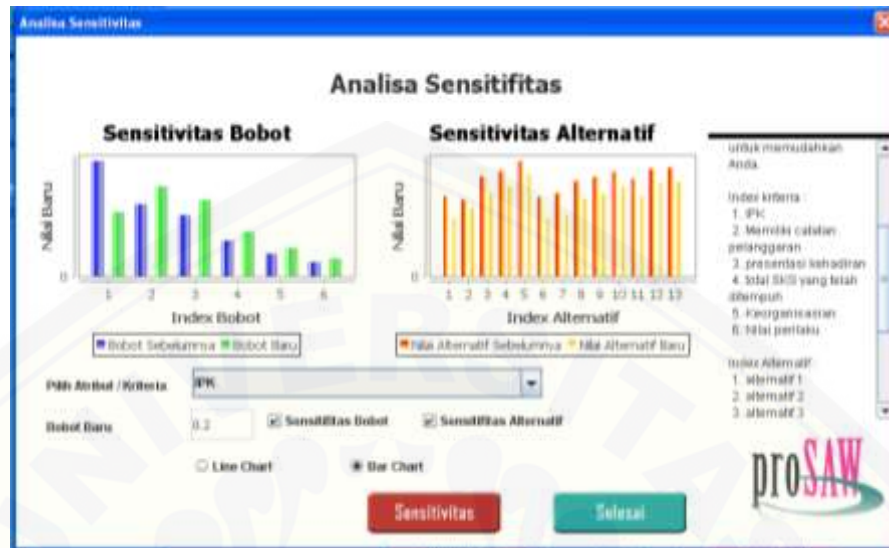 Analisa Sensitivitas
Analisa Sensitifitas
Sensitivitas Bobot
Nilai Baru
0
1 2 3 4 5 6
Index Bobot
Bobot Sebelumnya Bobot Baru
Sensitivitas Alternatif
Nilai Baru
0
1 2 3 4 5 6 7 8 9 10 11 12 13
Index Alternatif
Nilai Alternatif Sebelumnya Nilai Alternatif Baru
untuk memudahkan
Anda.
Index kriteria :
1. IPK
2. Memiliki catatan
pelanggaran
3. presentasi kehadiran
4. total SKS yang telah
ditempuh
5. Keorganisasian
6. Nilai perilaku
Index Alternatif
1. alternatif 1
2. alternatif 2
3. alternatif 3
Pilih Atribut / Kriteria
IPK
Bobot Baru
0.2
Sensitifitas Bobot
Sensitifitas Alternatif
Line Chart
Bar Chart
Sensitivitas
Selesai
proSAW
UNIVERSITAS